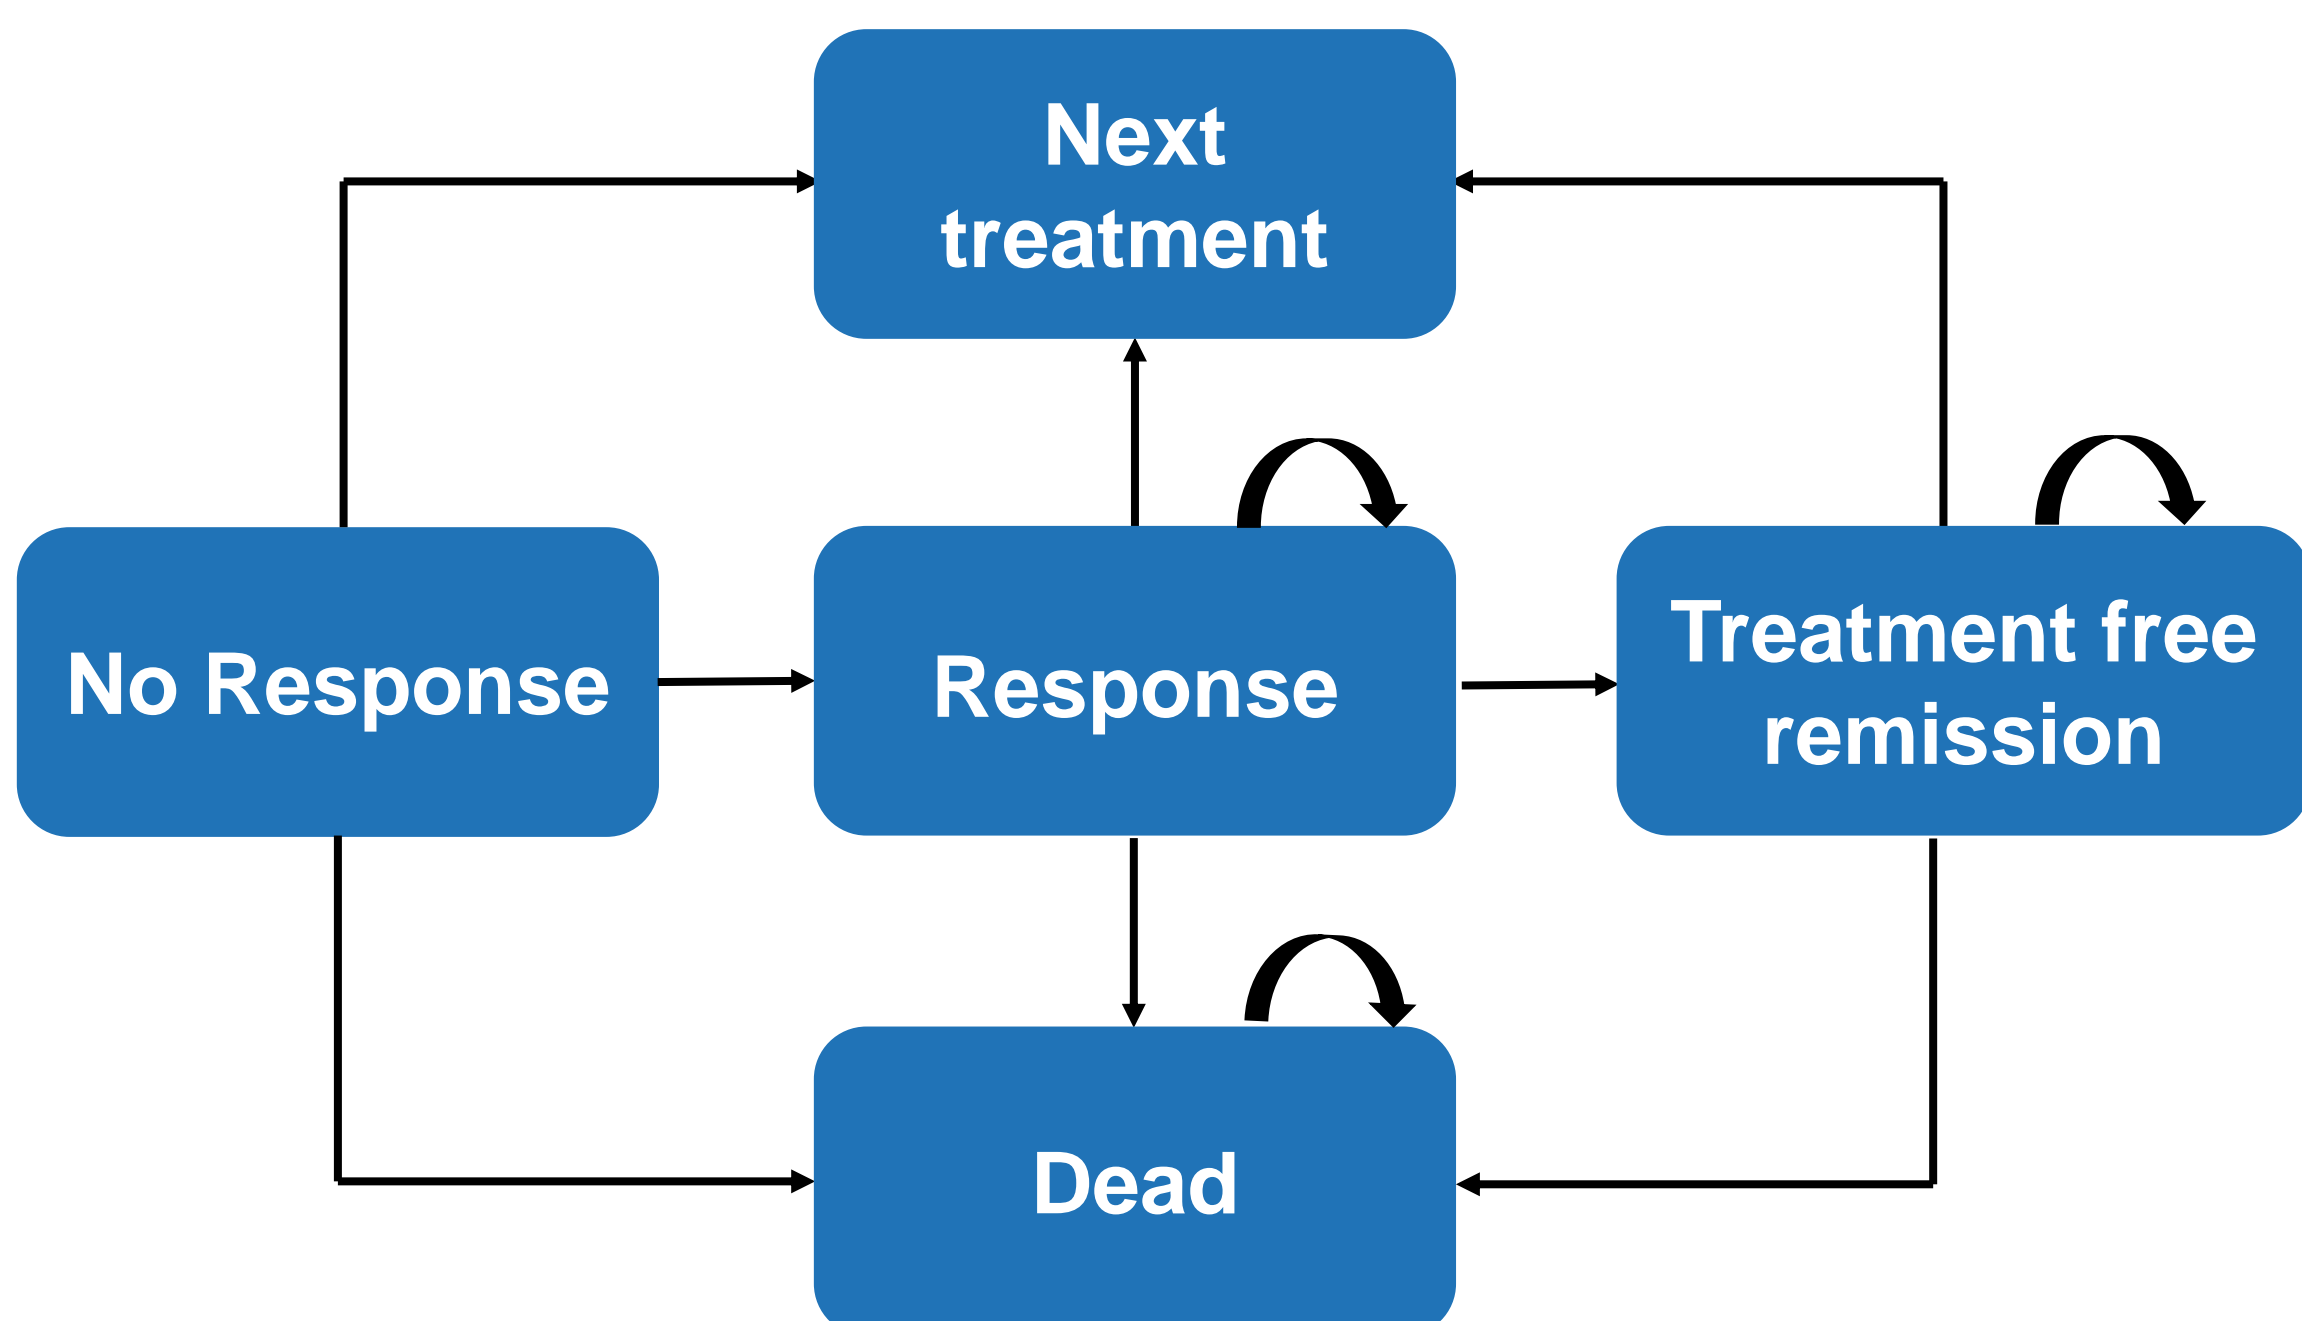 Next
treatment
No Response
Response
Treatment free
remission
Dead